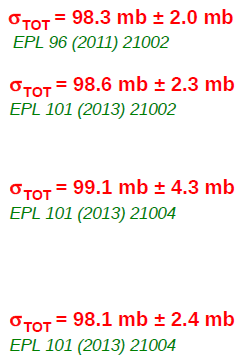 σTOT = 98.3 mb ± 2.0 mb
EPL 96 (2011) 21002
σTOT = 98.6 mb ± 2.3 mb
EPL 101 (2013) 21002
σTOT = 99.1 mb ± 4.3 mb
EPL 101 (2013) 21004
σTOT = 98.1 mb ± 2.4 mb
EPL 101 (2013) 21004